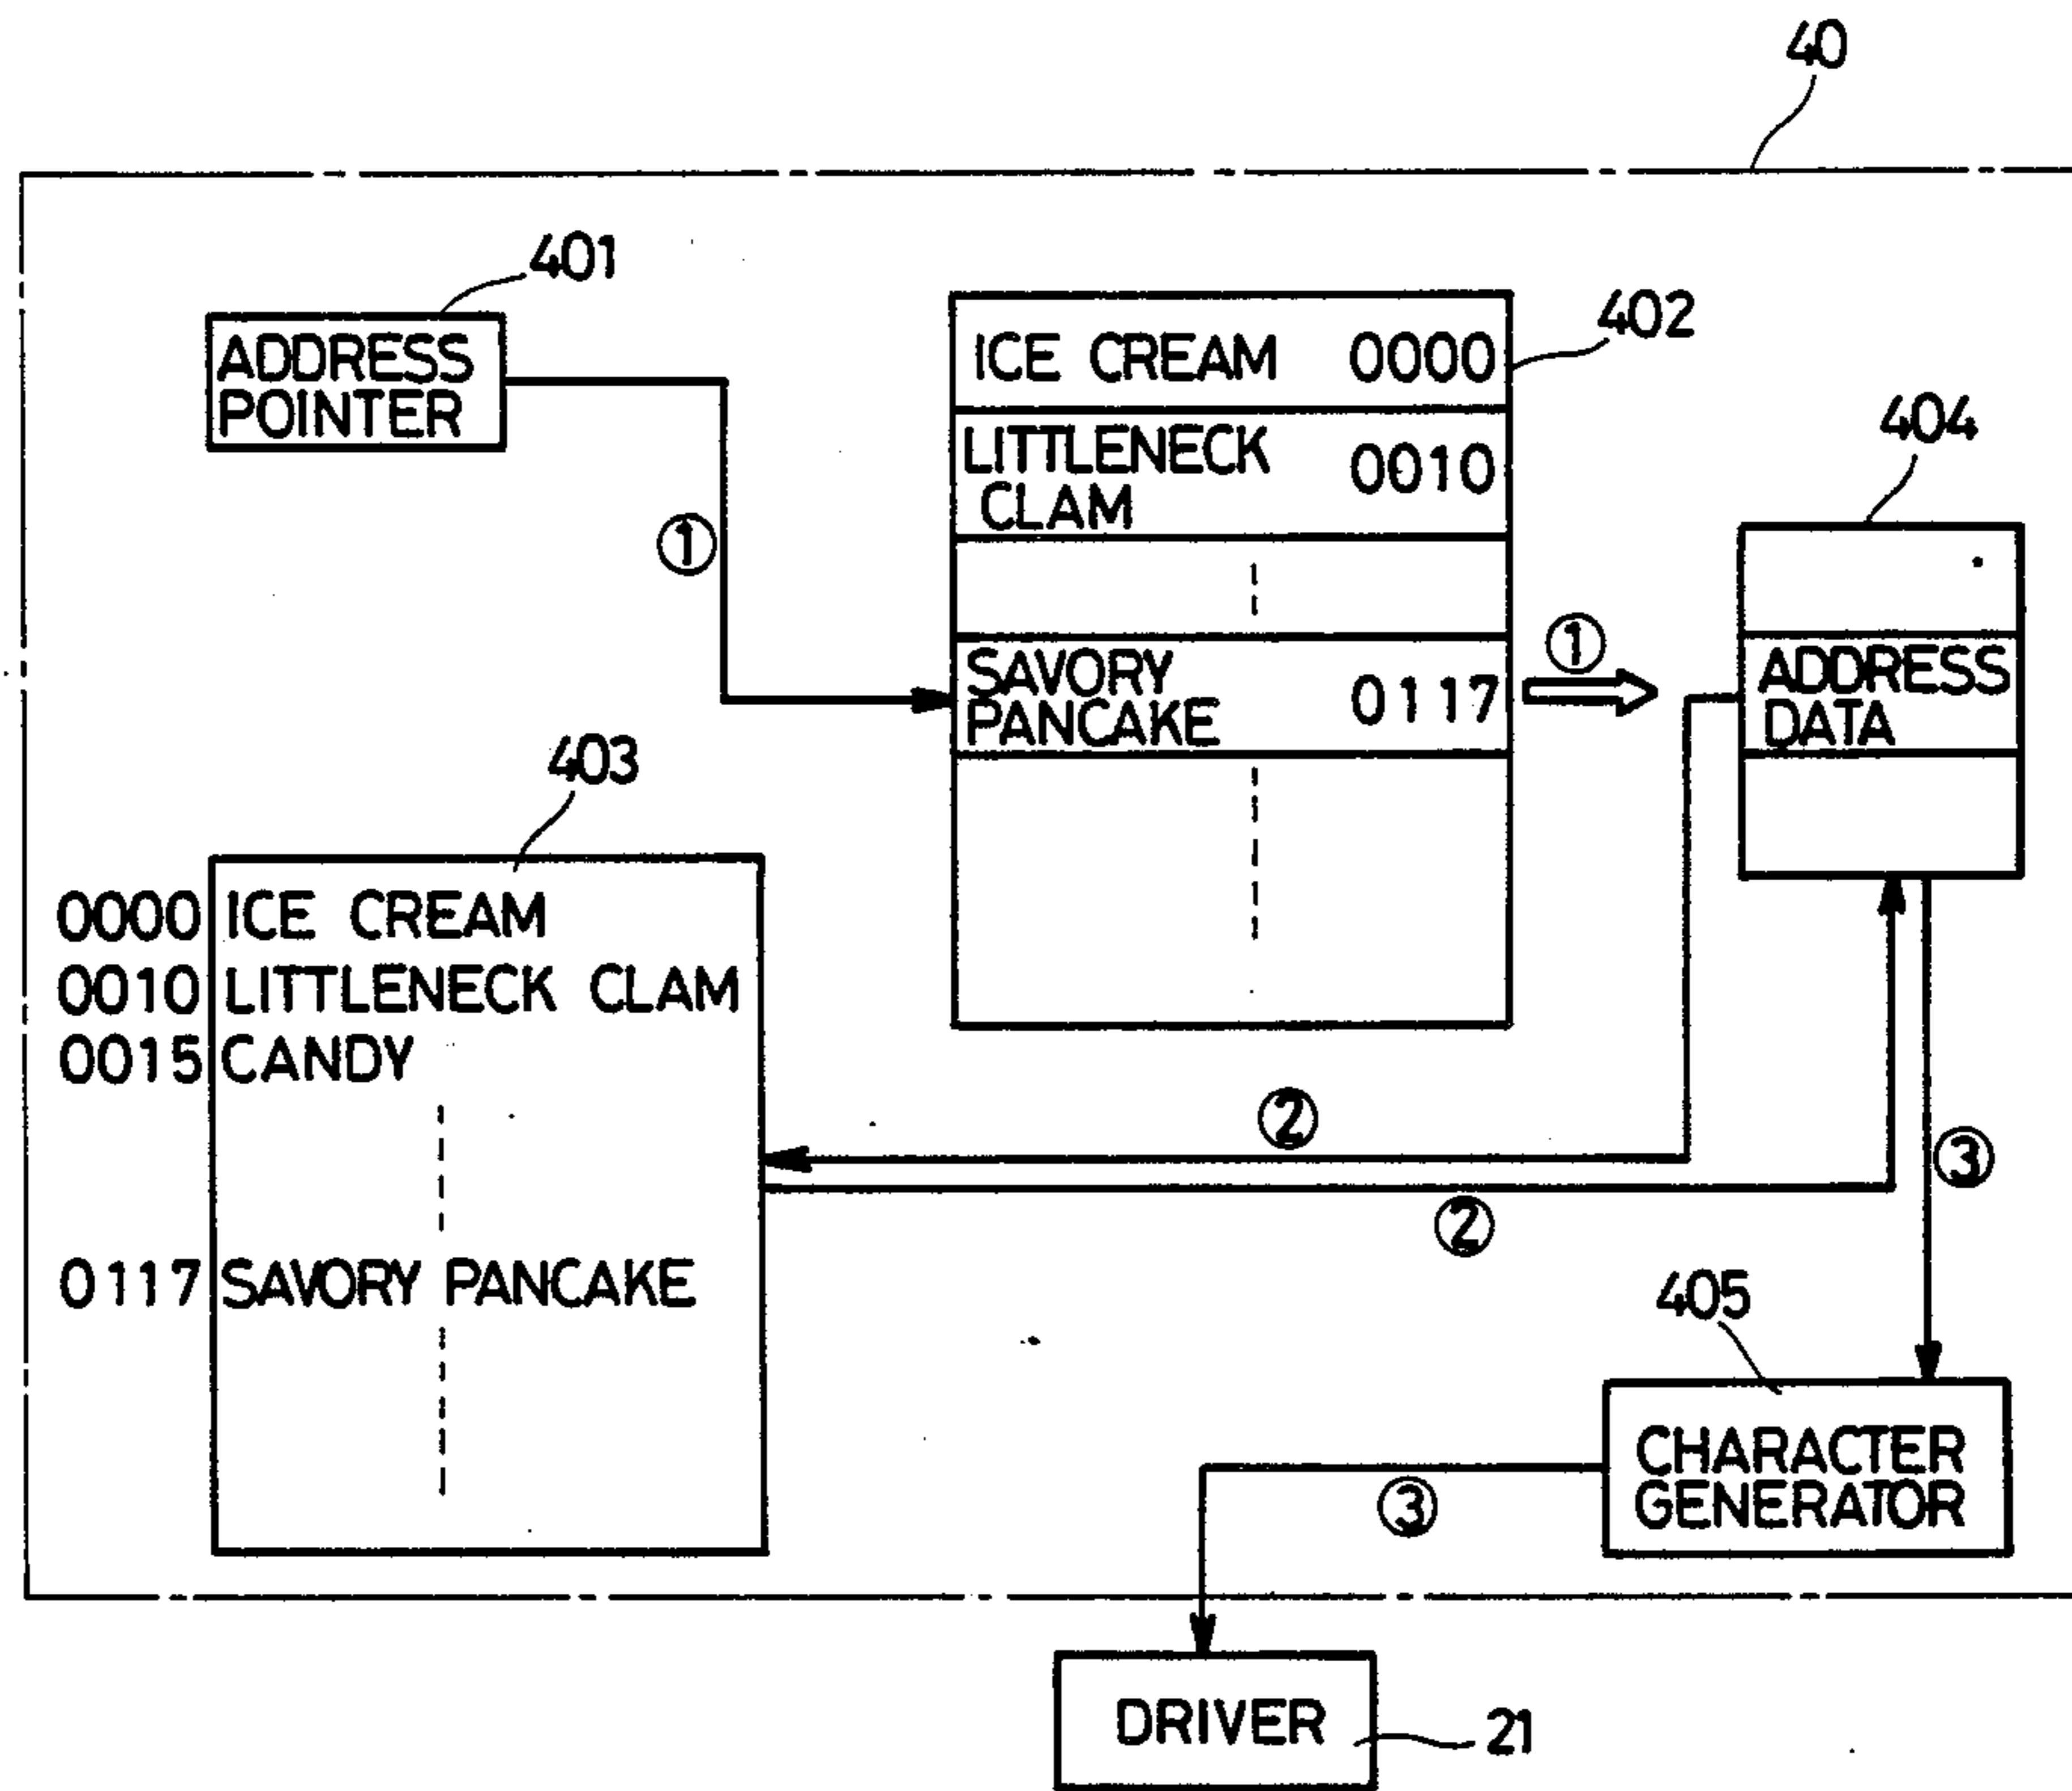 40
401
ADDRESS
POINTER
①
402
ICE CREAM 0000
LITTLENECK
CLAM
0010
SAVORY
PANCAKE
0117
①
404
ADDRESS
DATA
403
0000 ICE CREAM
0010 LITTLENECK CLAM
0015 CANDY
0117 SAVORY PANCAKE
②
②
③
405
CHARACTER
GENERATOR
③
DRIVER
21